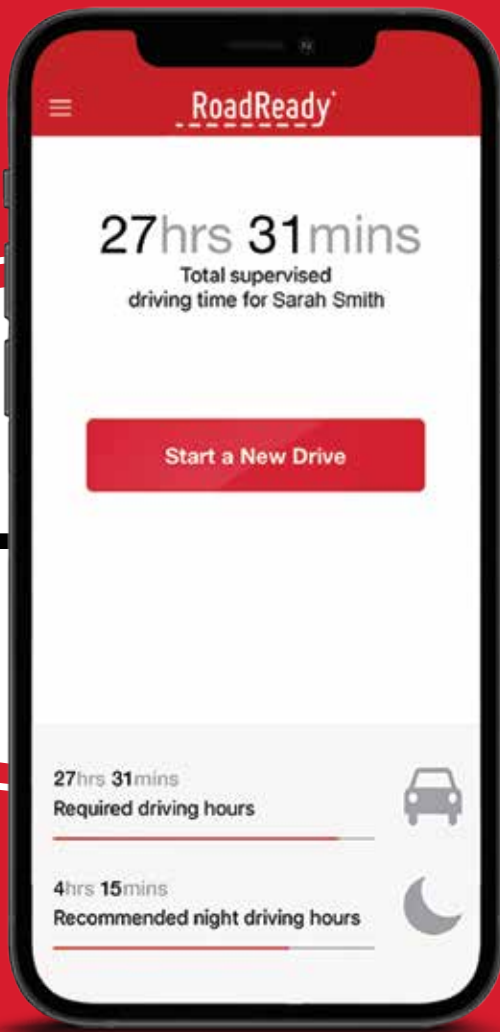 RoadReady®
27hrs 31mins
Total supervised
driving time for Sarah Smith
Start a New Drive
27hrs 31mins
Required driving hours
4hrs 15mins
Recommended night driving hours